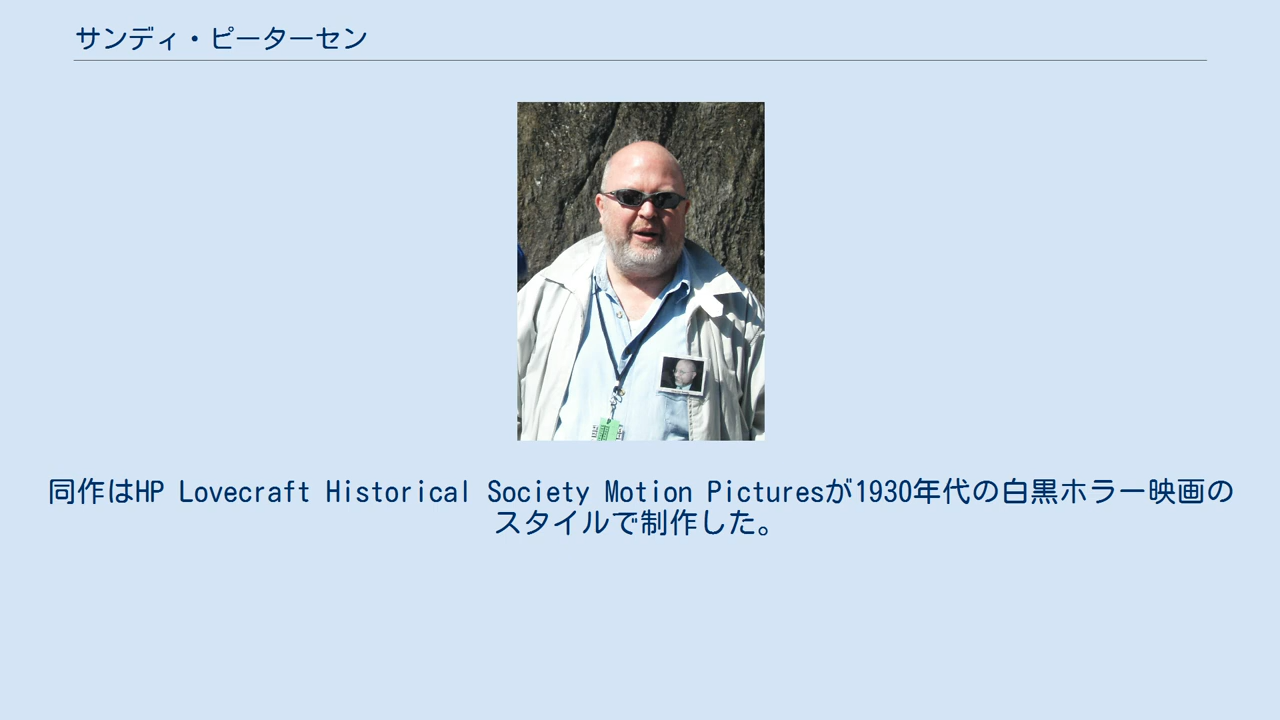 サンディ・ピーターセン
同作はHP Lovecraft Historical Society Motion Picturesが1930年代の白黒ホラー映画の
スタイルで制作した。